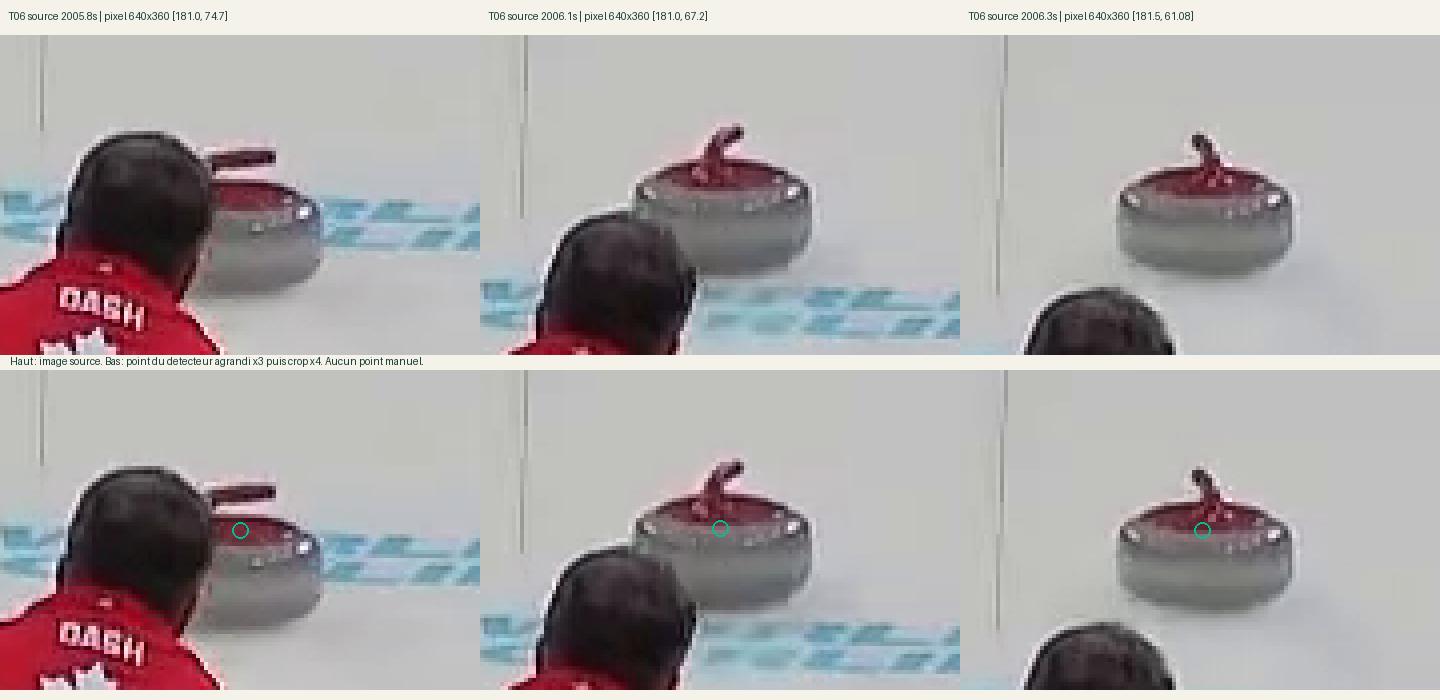 T06 source 2005.8s | pixel 640x360 [181.0, 74.7]
T06 source 2006.1s | pixel 640x360 [181.0, 67.2]
T06 source 2006.3s | pixel 640x360 [181.5, 61.08]
DASH
Haut: image source. Bas: point du detecteur agrandi x3 puis crop x4. Aucun point manuel.
DASH